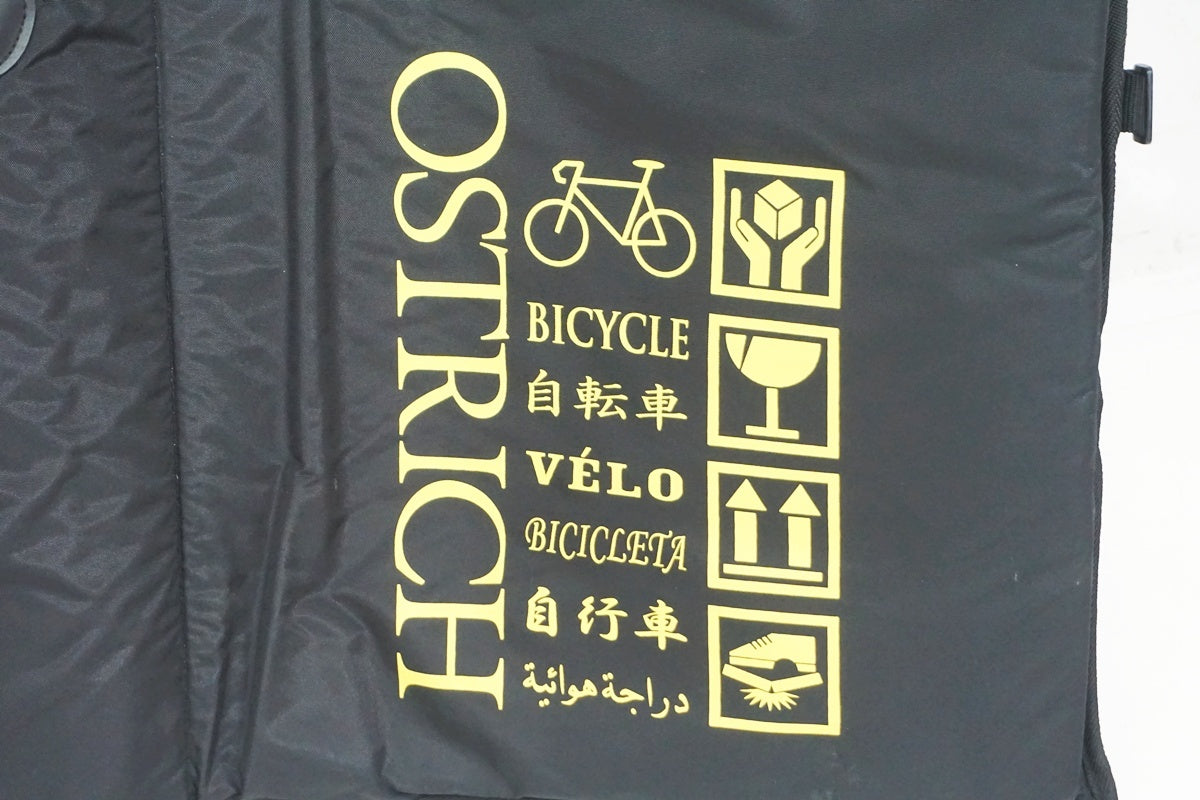 OSTRICH
BICYCLE
自転車
VÉLO
BICICLETA
自行車
دراجة هوائية